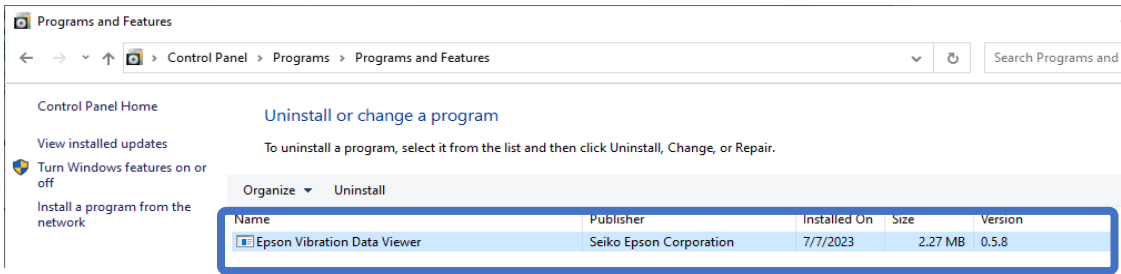 Programs and Features
Control Panel > Programs > Programs and Features
Search Programs and
Control Panel Home
View installed updates
Turn Windows features on or
off
Install a program from the
network
Uninstall or change a program
To uninstall a program, select it from the list and then click Uninstall, Change, or Repair.
Organize Uninstall
Name Publisher Installed On Size Version
Epson Vibration Data Viewer Seiko Epson Corporation 7/7/2023 2.27 MB 0.5.8